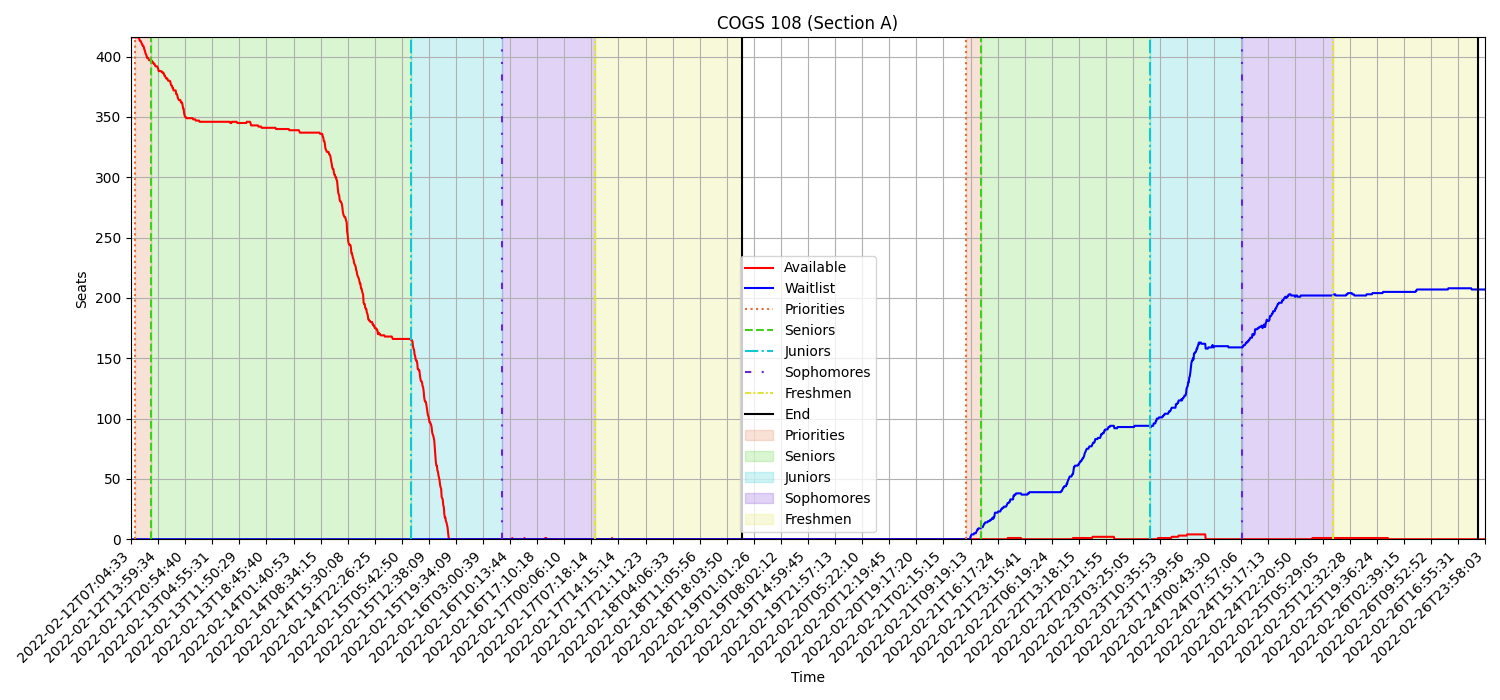 COGS 108 (Section A)
400
350
300
250
200
150
100
50
0
Seats
Available
Waitlist
Priorities
Seniors
Juniors
Sophomores
Freshmen
End
Priorities
Seniors
Juniors
Sophomores
Freshmen
2022-02-12T07:04:33
2022-02-12T13:59:34
2022-02-12T20:54:40
2022-02-13T04:55:31
2022-02-13T11:50:29
2022-02-13T18:45:40
2022-02-14T01:40:53
2022-02-14T08:34:15
2022-02-14T15:30:08
2022-02-14T22:26:25
2022-02-15T05:42:50
2022-02-15T12:38:09
2022-02-15T19:34:09
2022-02-16T03:00:39
2022-02-16T10:13:44
2022-02-16T17:10:18
2022-02-17T00:06:10
2022-02-17T07:18:14
2022-02-17T14:15:14
2022-02-17T21:11:23
2022-02-18T04:06:33
2022-02-18T11:05:56
2022-02-18T18:03:50
2022-02-19T01:01:26
2022-02-19T08:02:12
2022-02-19T14:59:45
2022-02-19T21:57:13
2022-02-20T05:22:10
2022-02-20T12:19:45
2022-02-20T19:17:20
2022-02-21T02:15:15
2022-02-21T09:19:13
2022-02-21T16:17:24
2022-02-21T23:15:41
2022-02-22T06:19:24
2022-02-22T13:18:15
2022-02-22T20:21:55
2022-02-23T03:25:05
2022-02-23T10:35:53
2022-02-23T17:39:56
2022-02-24T00:43:30
2022-02-24T07:57:06
2022-02-24T15:17:13
2022-02-24T22:20:50
2022-02-25T05:29:05
2022-02-25T12:32:28
2022-02-25T19:36:24
2022-02-26T02:39:15
2022-02-26T09:52:52
2022-02-26T16:55:31
2022-02-26T23:58:03
Time